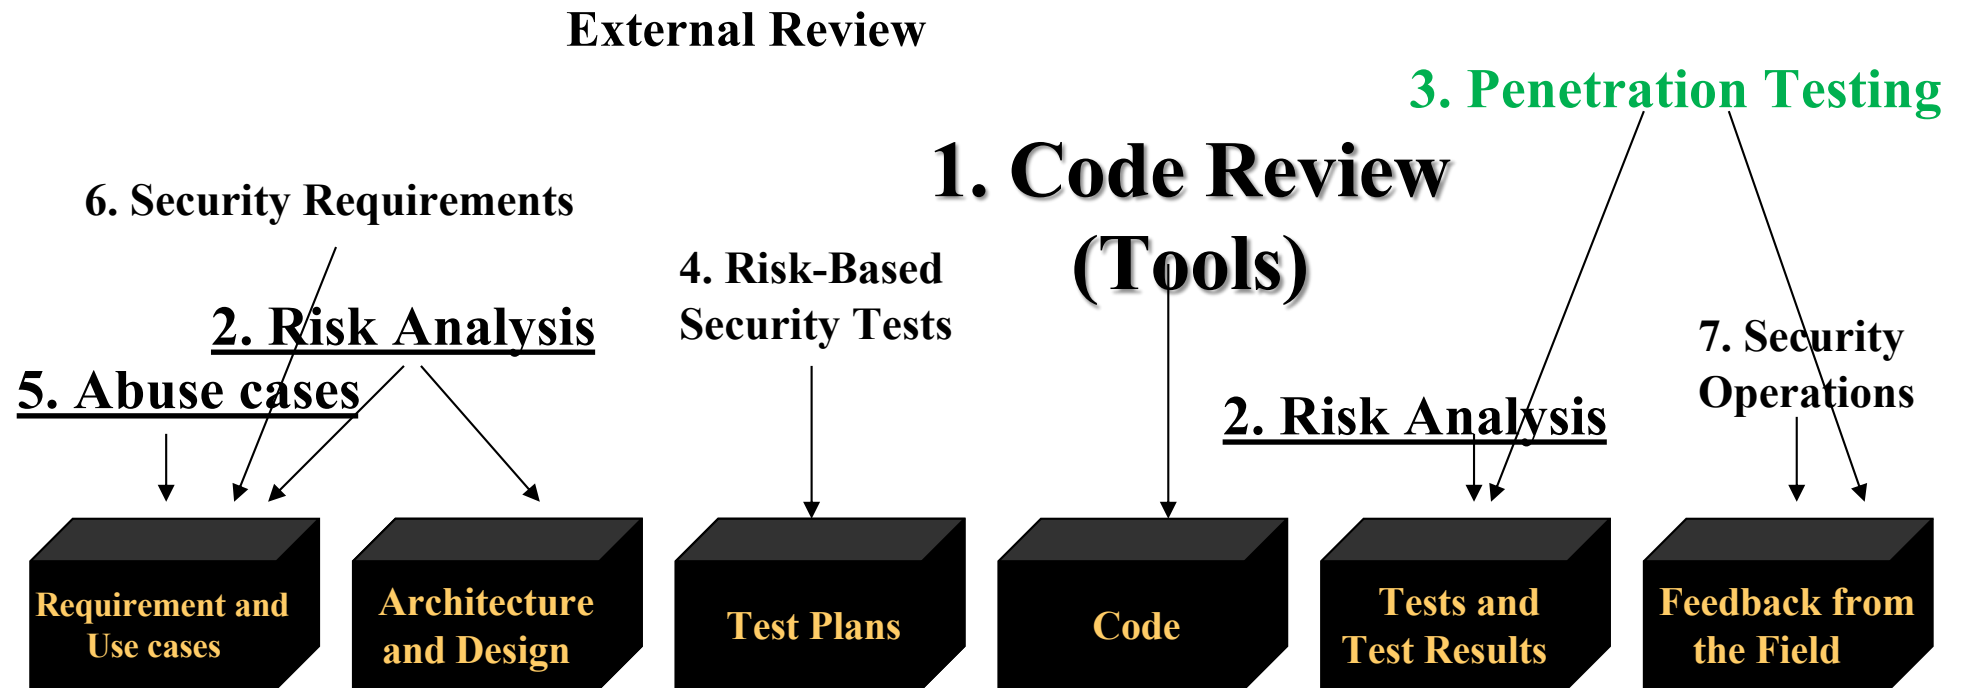 External Review
3. Penetration Testing
1. Code Review
(Tools)
6. Security Requirements
4. Risk-Based
Security Tests
2. Risk Analysis
7. Security
Operations
5. Abuse cases
2. Risk Analysis
Requirement and
Use cases
Architecture
and Design
Test Plans
Code
Tests and
Test Results
Feedback from
the Field